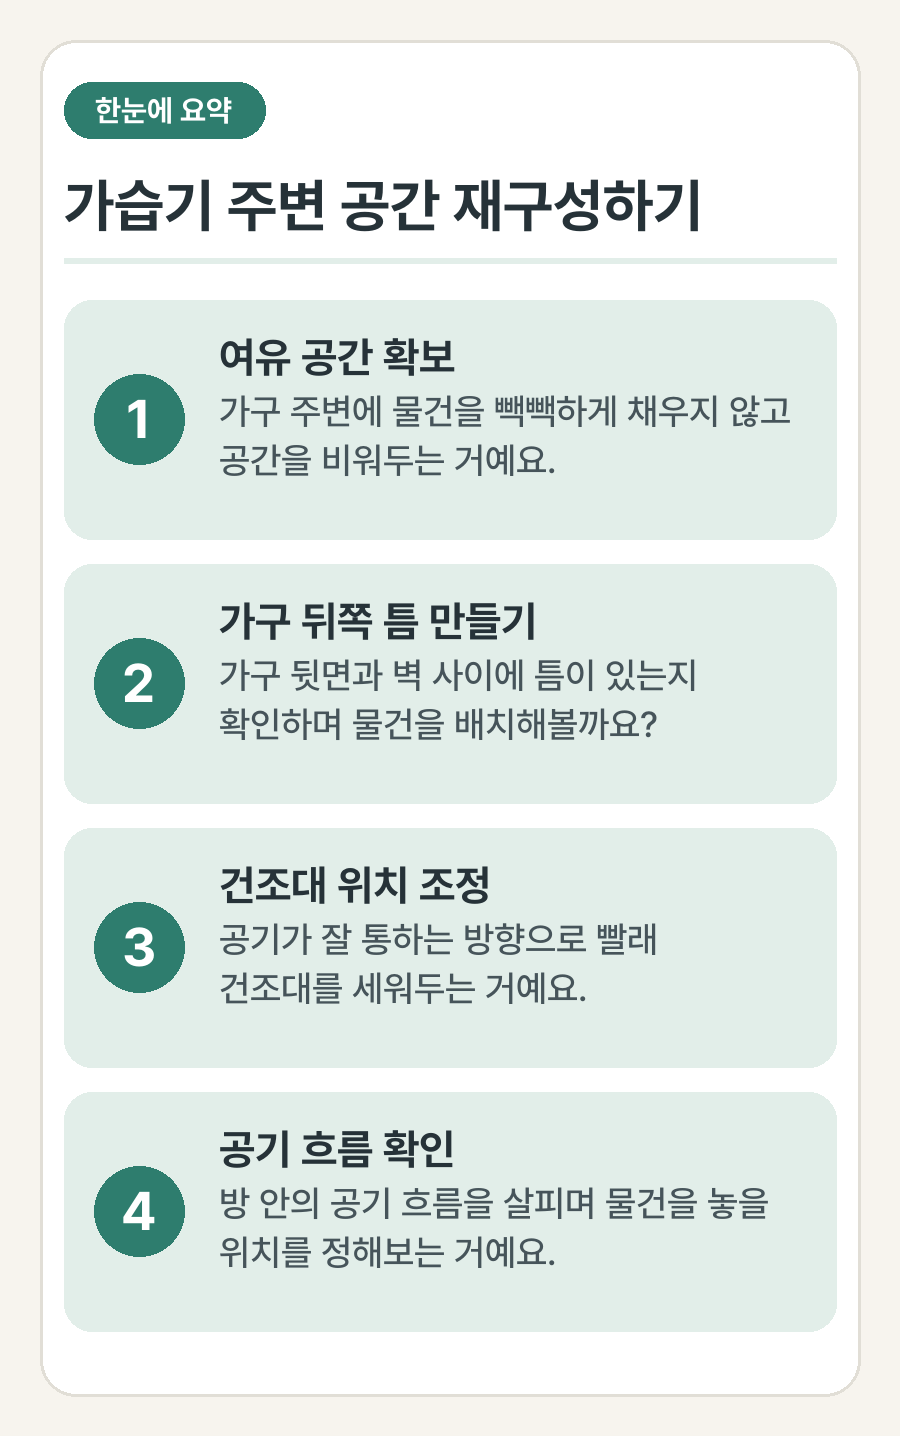 한눈에 요약
가습기 주변 공간 재구성하기
1
여유 공간 확보
가구 주변에 물건을 빽빽하게 채우지 않고
공간을 비워두는 거예요.
2
가구 뒤쪽 틈 만들기
가구 뒷면과 벽 사이에 틈이 있는지
확인하며 물건을 배치해볼까요?
3
건조대 위치 조정
공기가 잘 통하는 방향으로 빨래
건조대를 세워두는 거예요.
4
공기 흐름 확인
방 안의 공기 흐름을 살피며 물건을 놓을
위치를 정해보는 거예요.